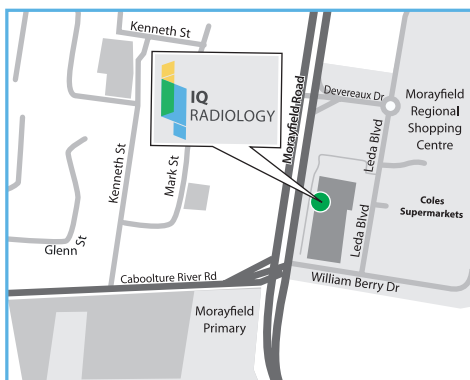 Kenneth St
IQ
RADIOLOGY
Morayfield Road
Devereaux Dr
Morayfield
Regional
Shopping
Centre
Leda Blvd
Kenneth St
Mark St
Coles
Supermarkets
Leda Blvd
Glenn St
Caboolture River Rd
William Berry Dr
Morayfield
Primary